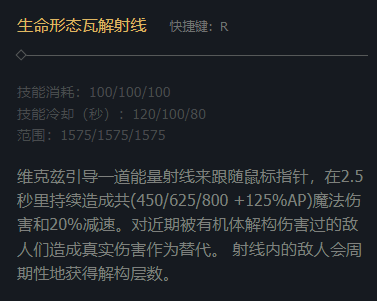 生命形态瓦解射线 快捷键：R
技能消耗：100/100/100
技能冷却（秒）：120/100/80
范围：1575/1575/1575
维克兹引导一道能量射线来跟随鼠标指针，在2.5
秒里持续造成共(450/625/800 +125%AP)魔法伤
害和20%减速。对近期被有机体解构伤害过的敌
人们造成真实伤害作为替代。 射线内的敌人会周
期性地获得解构层数。